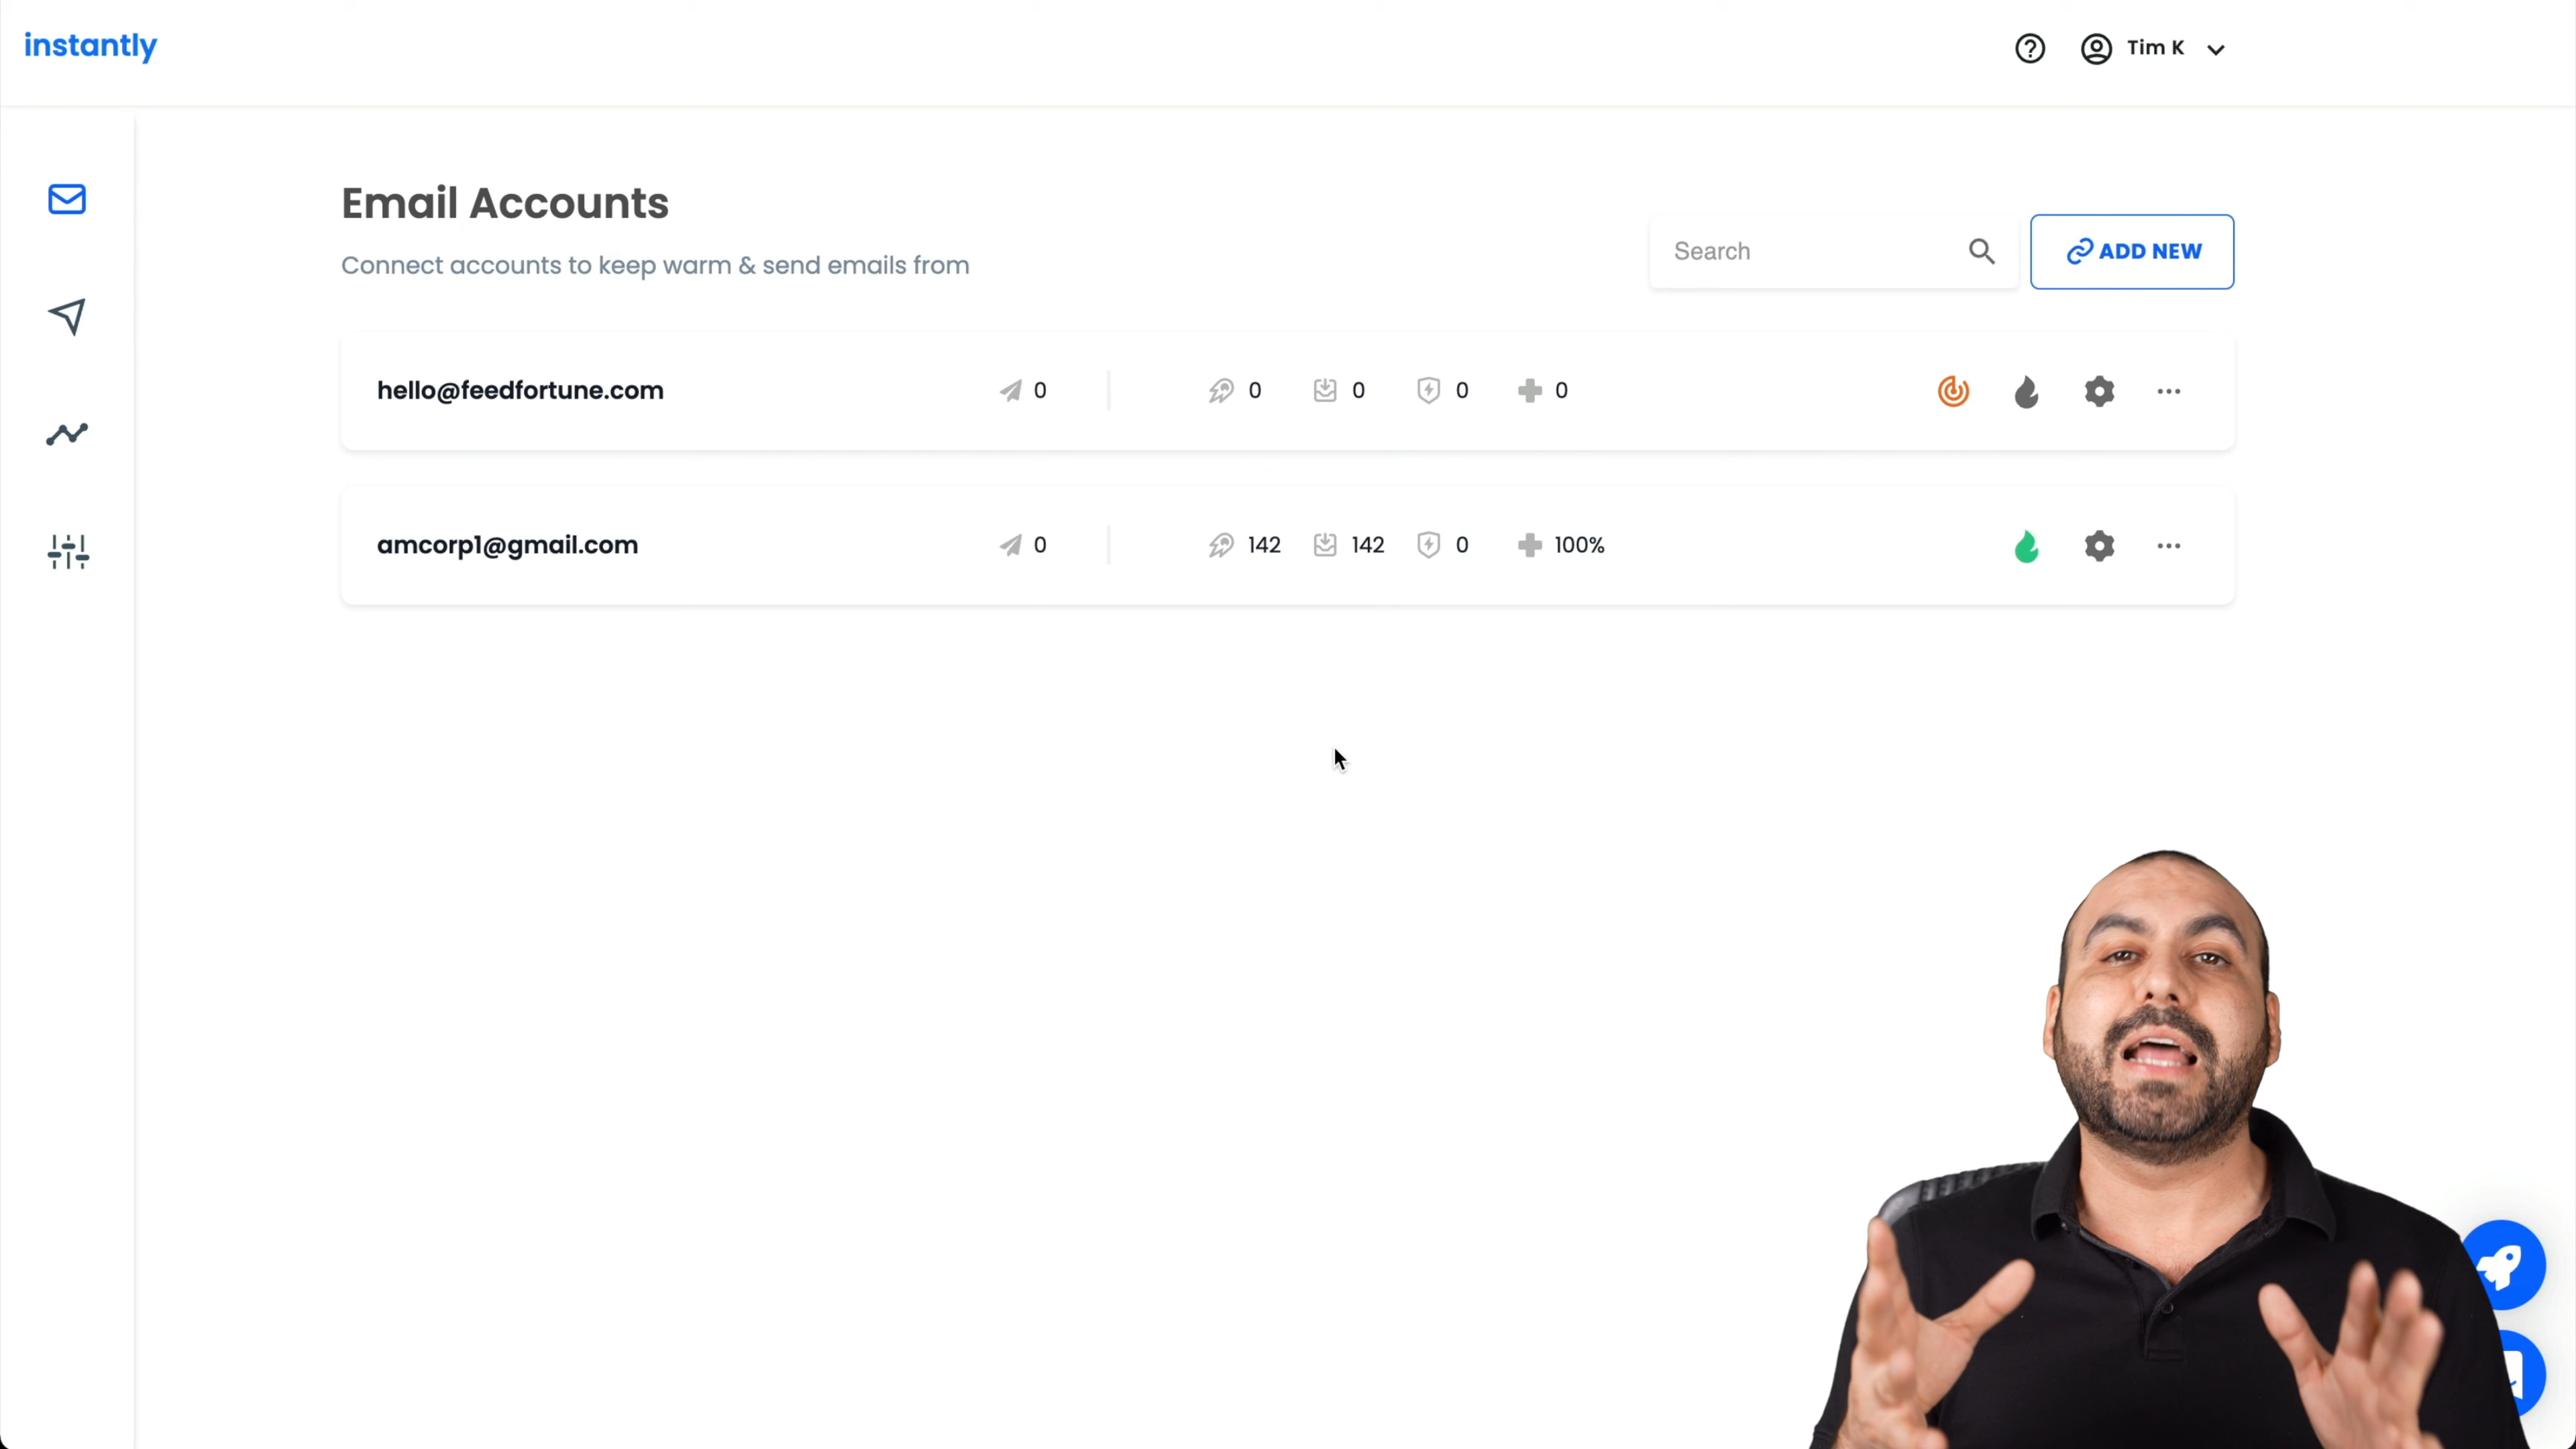 instantly
Tim K
Email Accounts
Connect accounts to keep warm & send emails from
Search
ADD NEW
hello@feedfortune.com 0 0 0 0 0
amcorp1@gmail.com 0 142 142 0 100%